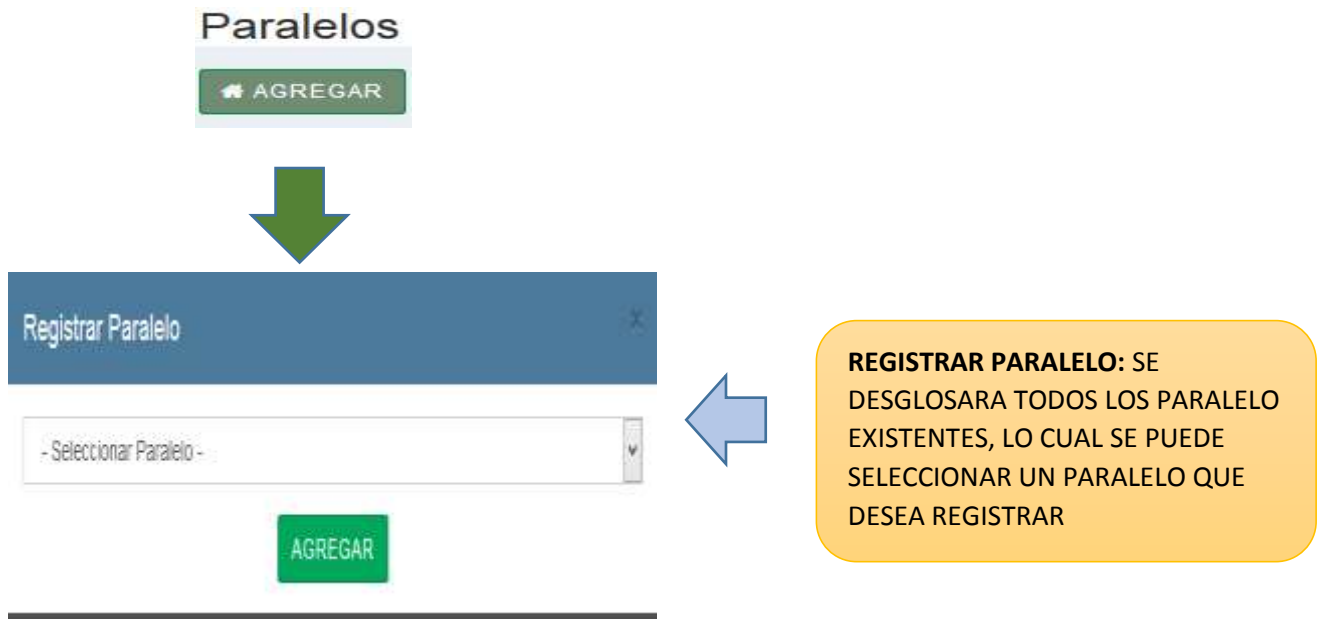 Paralelos
AGREGAR
Registrar Paralelo
X
- Seleccionar Paralelo -
AGREGAR
REGISTRAR PARALELO: SE
DESGLOSARA TODOS LOS PARALELO
EXISTENTES, LO CUAL SE PUEDE
SELECCIONAR UN PARALELO QUE
DESEA REGISTRAR